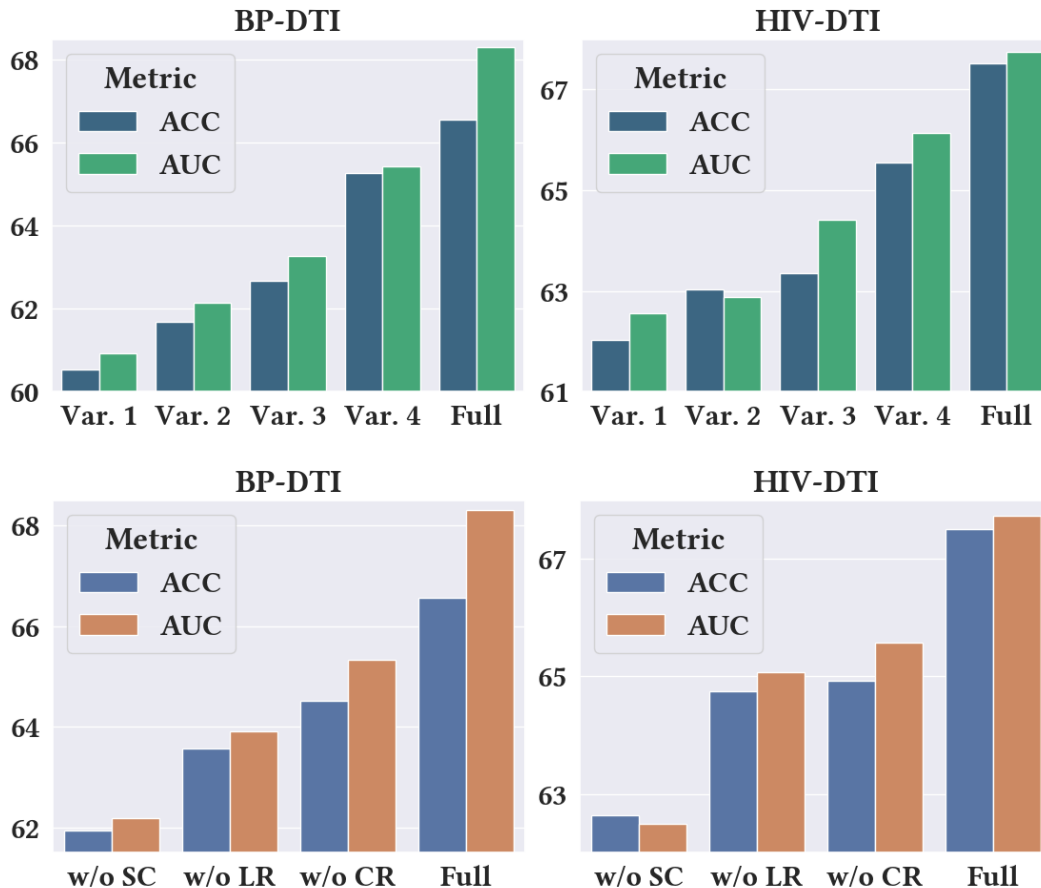 BP-DTI
Metric
ACC
AUC
68
66
64
62
60
Var. 1 Var. 2 Var. 3 Var. 4 Full
HIV-DTI
Metric
ACC
AUC
67
65
63
61
Var. 1 Var. 2 Var. 3 Var. 4 Full
BP-DTI
Metric
ACC
AUC
68
66
64
62
w/o SC w/o LR w/o CR Full
HIV-DTI
Metric
ACC
AUC
67
65
63
w/o SC w/o LR w/o CR Full